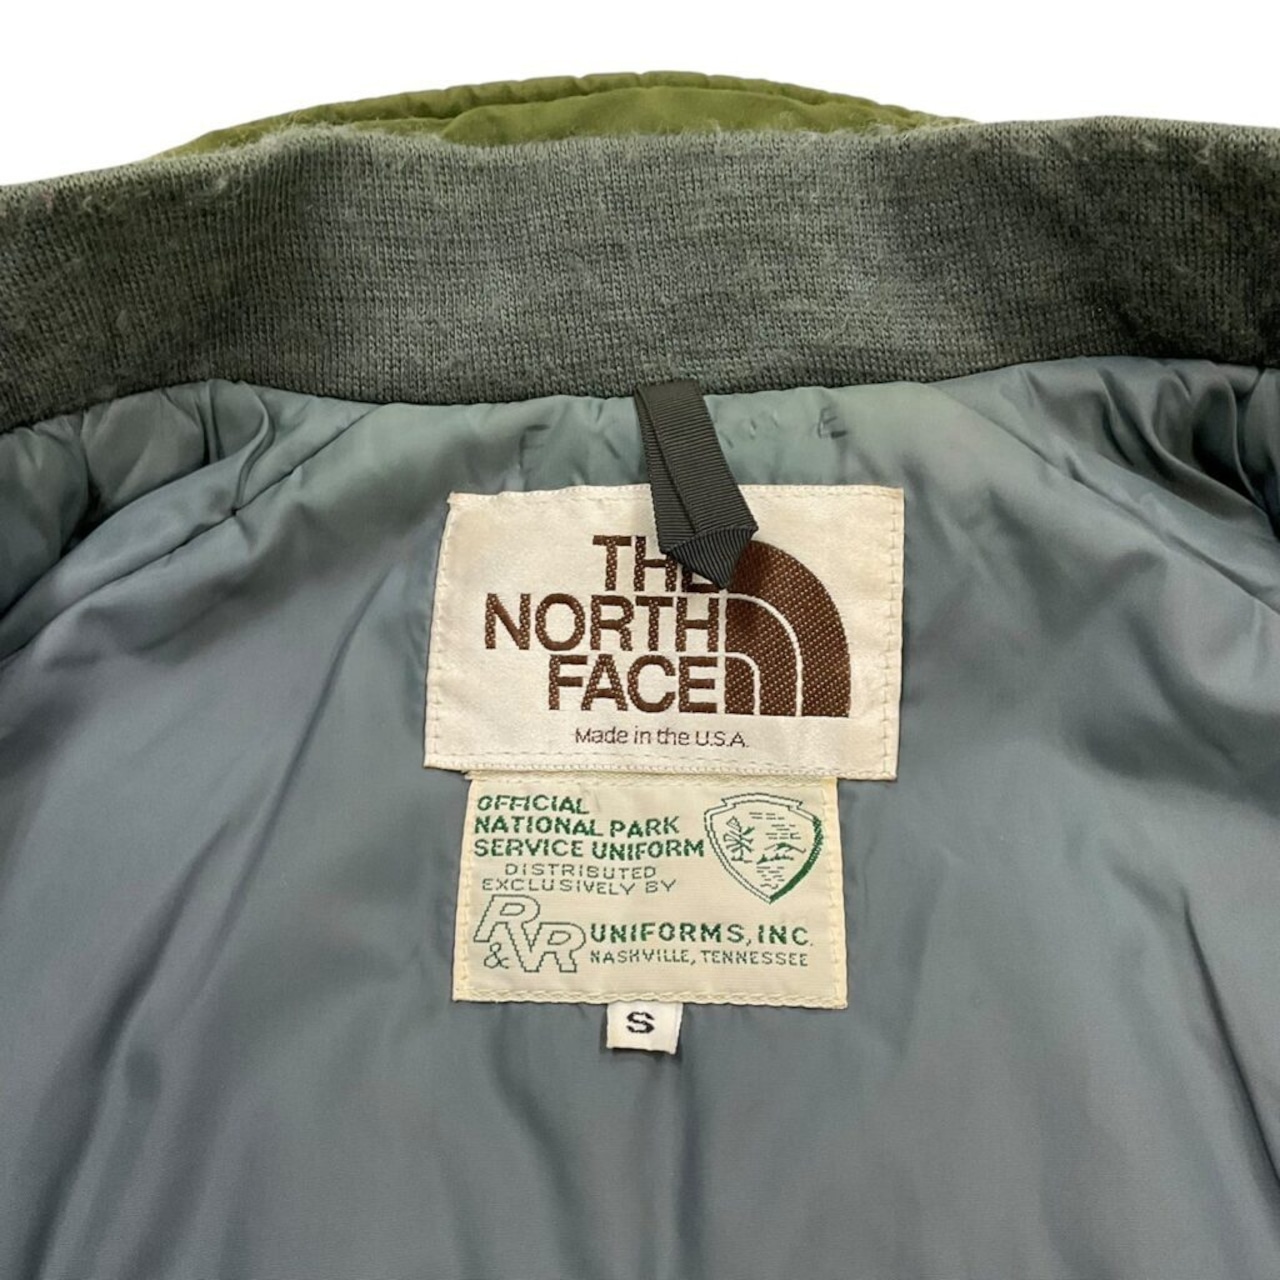 THE
NORTH
FACE
Made in the U.S.A.
OFFICIAL
NATIONAL PARK
SERVICE UNIFORM
DISTRIBUTED
EXCLUSIVELY BY
R&R UNIFORMS, INC.
NASHVILLE, TENNESSEE
S